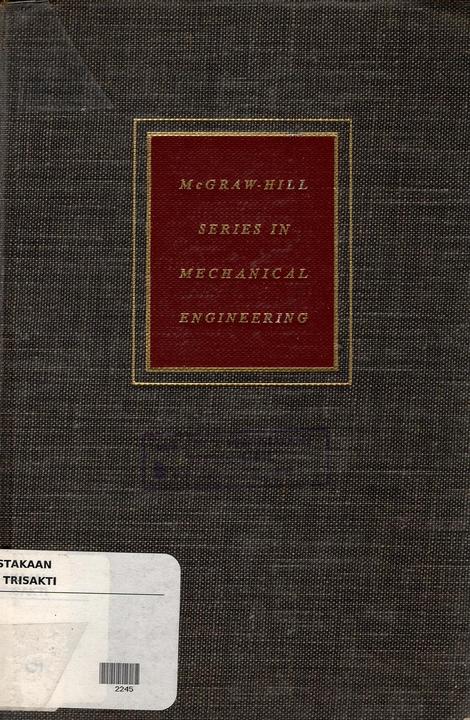 McGRAW-HILL
SERIES IN
MECHANICAL
ENGINEERING
STAKAAN
TRISAKTI
2245